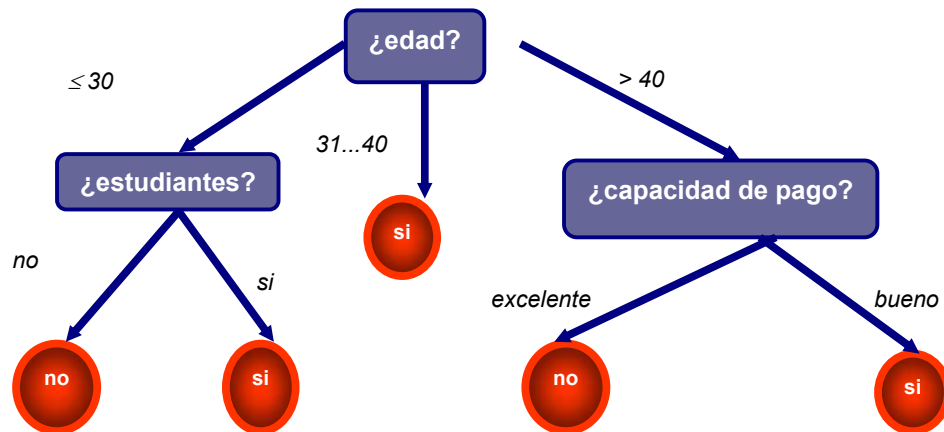 ¿edad?
≤ 30
> 40
31...40
¿estudiantes?
¿capacidad de pago?
si
no
si
excelente
bueno
no
si
no
si